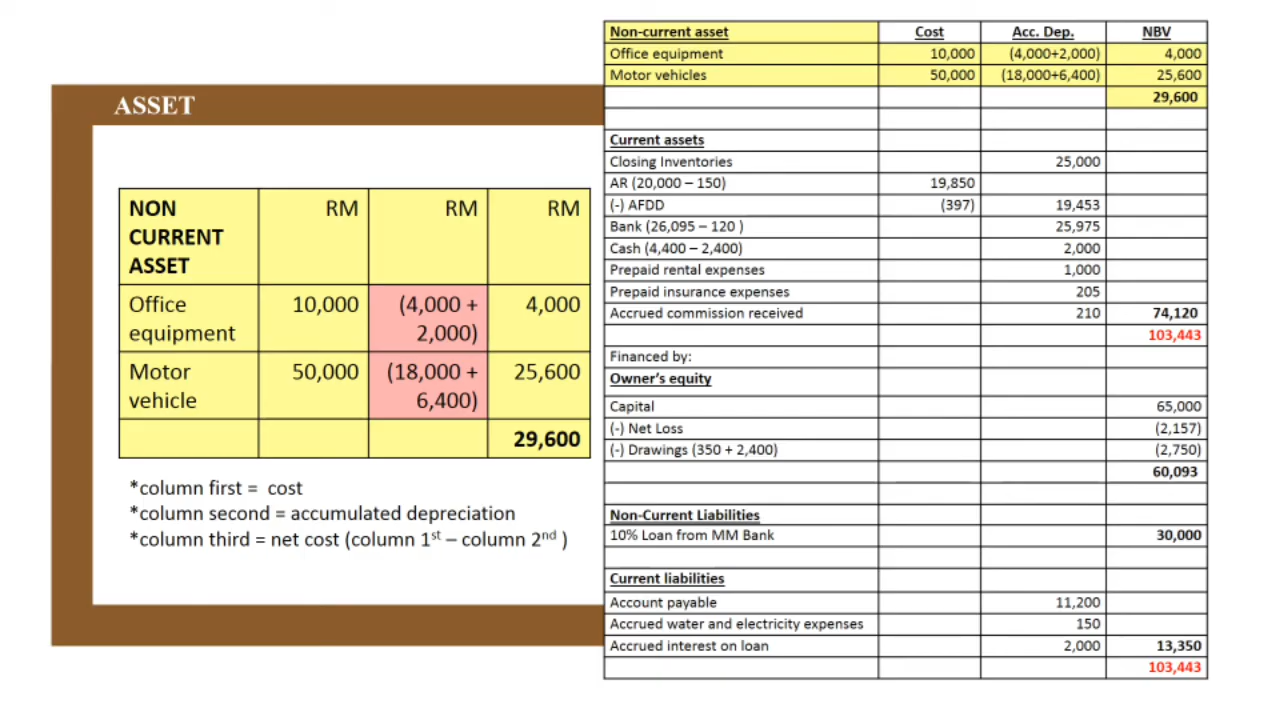 ASSET
NON RM RM RM
CURRENT
ASSET
Office 10,000 (4,000 + 4,000
equipment 2,000)
Motor 50,000 (18,000 + 25,600
vehicle 6,400)
29,600
*column first = cost
*column second = accumulated depreciation
*column third = net cost (column 1st – column 2nd )
Non-current asset Cost Acc. Dep. NBV
Office equipment 10,000 (4,000+2,000) 4,000
Motor vehicles 50,000 (18,000+6,400) 25,600
29,600
Current assets
Closing Inventories 25,000
AR (20,000 – 150) 19,850
(-) AFDD (397) 19,453
Bank (26,095 – 120 ) 25,975
Cash (4,400 – 2,400) 2,000
Prepaid rental expenses 1,000
Prepaid insurance expenses 205
Accrued commission received 210 74,120
103,443
Financed by:
Owner’s equity
Capital 65,000
(-) Net Loss (2,157)
(-) Drawings (350 + 2,400) (2,750)
60,093
Non-Current Liabilities
10% Loan from MM Bank 30,000
Current liabilities
Account payable 11,200
Accrued water and electricity expenses 150
Accrued interest on loan 2,000 13,350
103,443